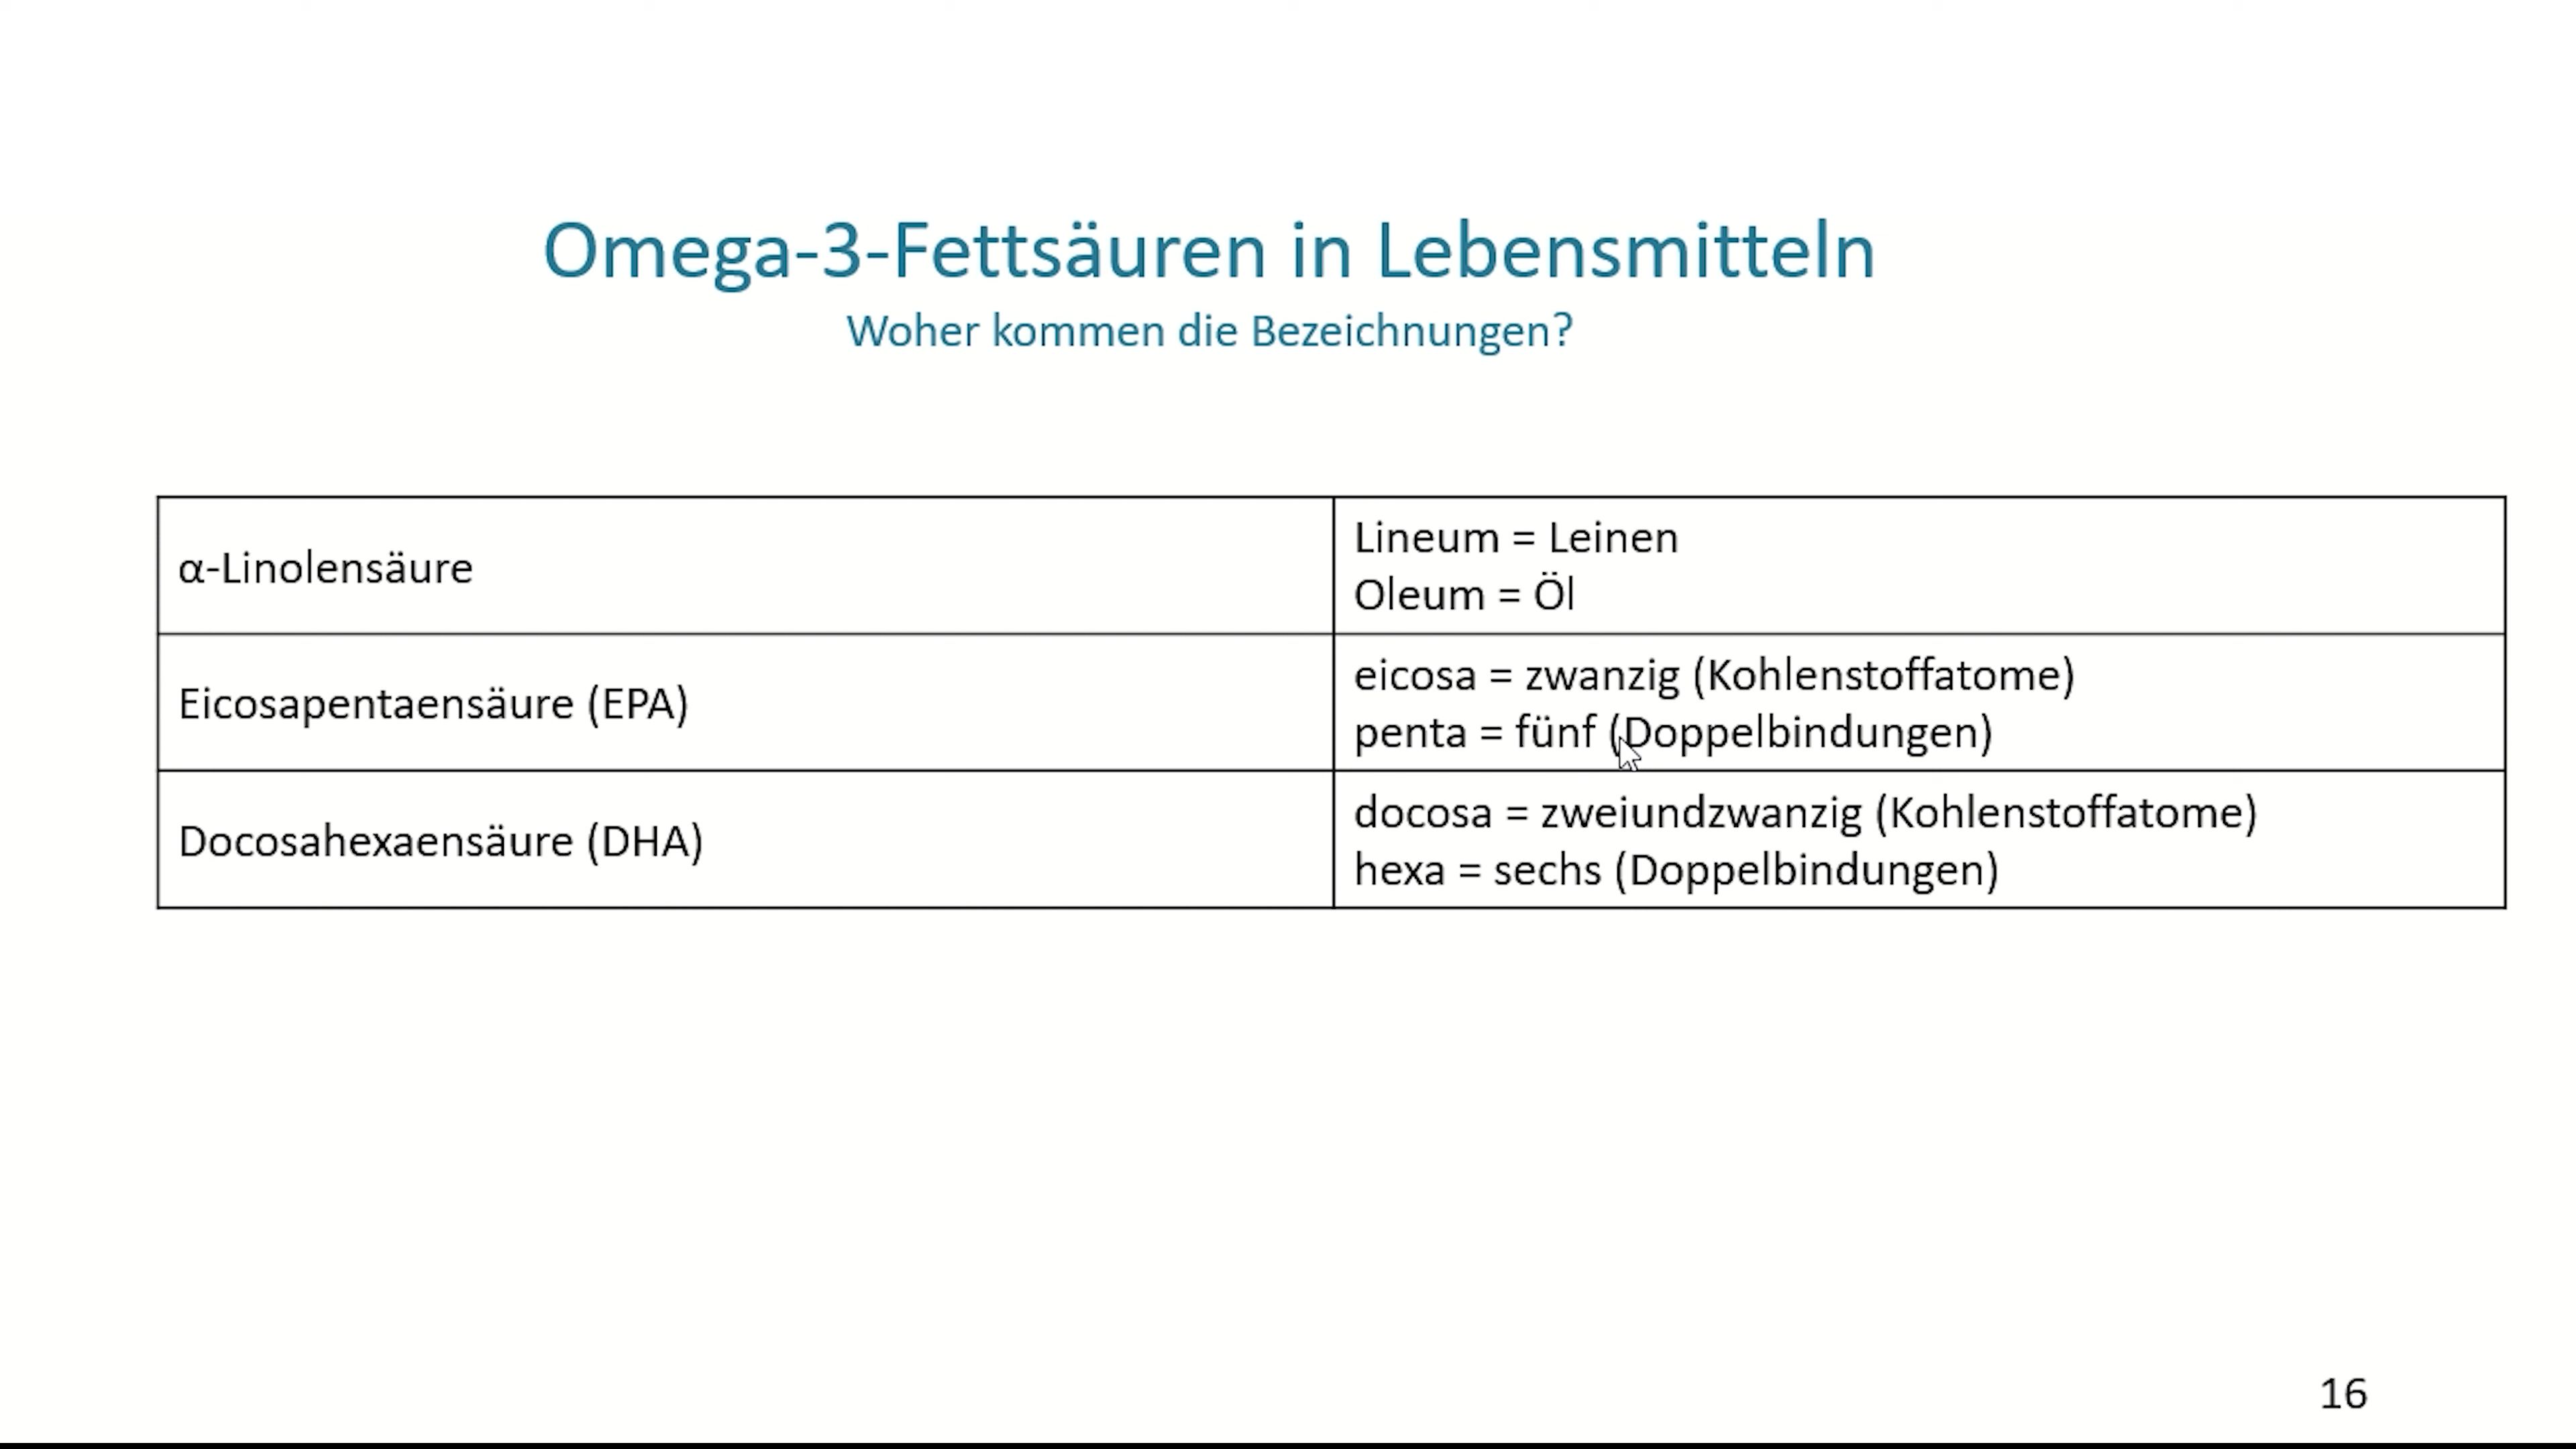 Omega-3-Fettsäuren in Lebensmitteln
Woher kommen die Bezeichnungen?
α-Linolensäure
Lineum = Leinen
Oleum = Öl
Eicosapentaensäure (EPA)
eicosa = zwanzig (Kohlenstoffatome)
penta = fünf (Doppelbindungen)
Docosahexaensäure (DHA)
docosa = zweiundzwanzig (Kohlenstoffatome)
hexa = sechs (Doppelbindungen)
16